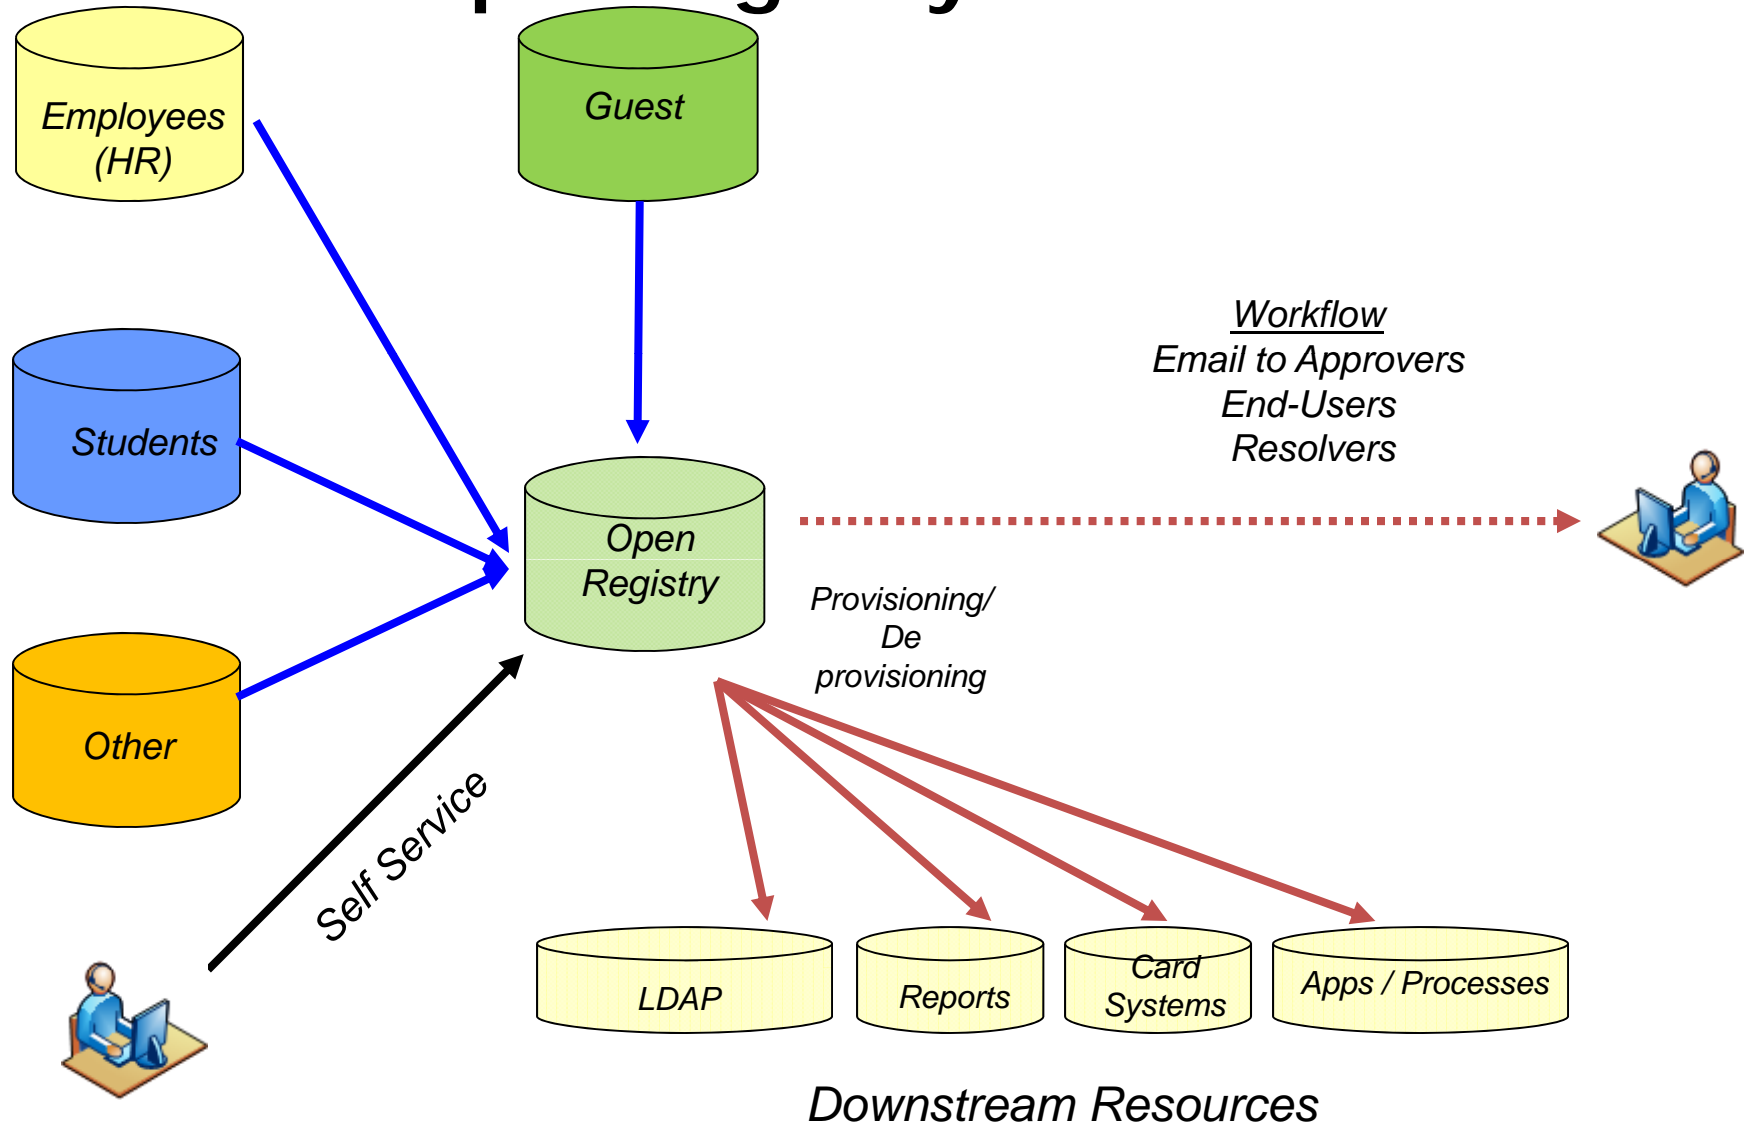 Employees
(HR)
Guest
Workflow
Email to Approvers
End-Users
Resolvers
Students
Open
Registry
Provisioning/
De
provisioning
Other
Self Service
LDAP
Reports
Card
Systems
Apps / Processes
Downstream Resources